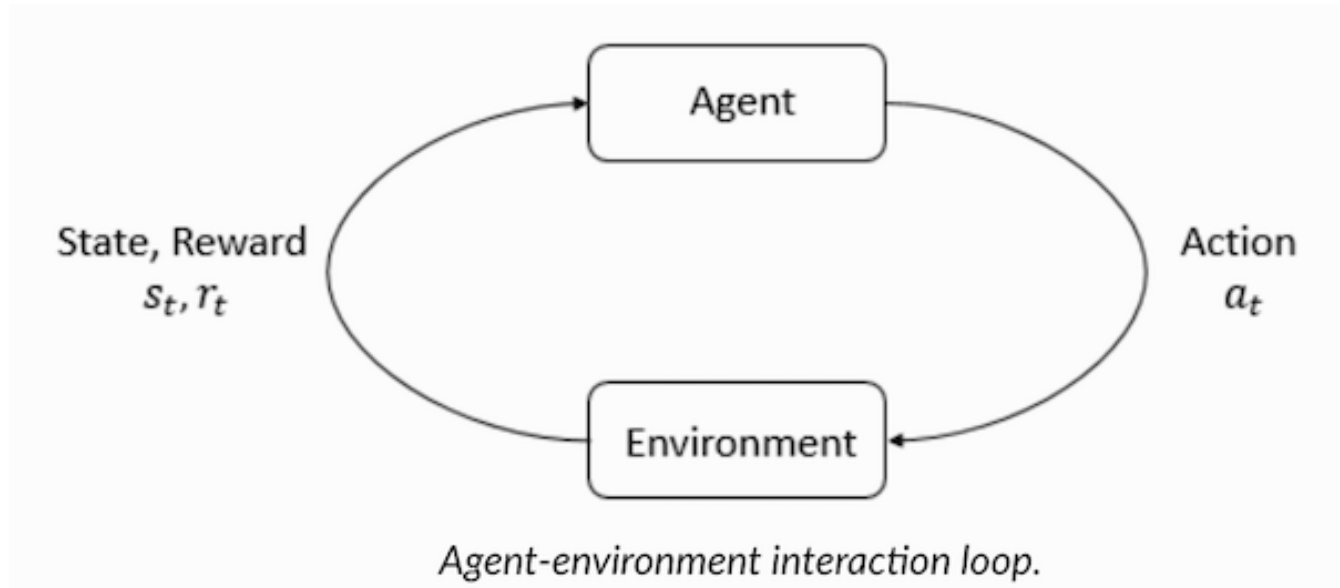 Agent
State, Reward
s_t, r_t
Action
a_t
Environment
Agent-environment interaction loop.